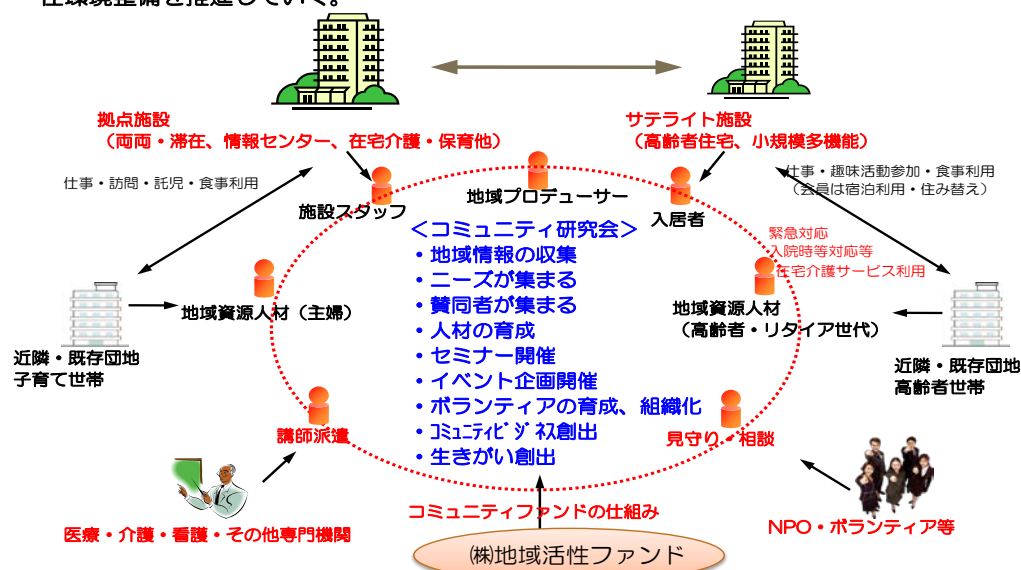 住環境整備を推進していく。
拠点施設
（両両・滞在、情報センター、在宅介護・保育他）
サテライト施設
（高齢者住宅、小規模多機能）
仕事・訪問・託児・食事利用
仕事・趣味活動参加・食事利用
（会員は宿泊利用・住み替え）
施設スタッフ
地域プロデューサー
入居者
緊急対応
入院時等対応等
在宅介護サービス利用
＜コミュニティ研究会＞
・地域情報の収集
・ニーズが集まる
・賛同者が集まる
・人材の育成
・セミナー開催
・イベント企画開催
・ボランティアの育成、組織化
・ｺﾐｭﾆﾃｨﾋﾞｼﾞﾈｽ創出
・生きがい創出
地域資源人材（主婦）
地域資源人材
（高齢者・リタイア世代）
近隣・既存団地
子育て世帯
近隣・既存団地
高齢者世帯
講師派遣
見守り・相談
医療・介護・看護・その他専門機関
コミュニティファンドの仕組み
NPO・ボランティア等
㈱地域活性ファンド